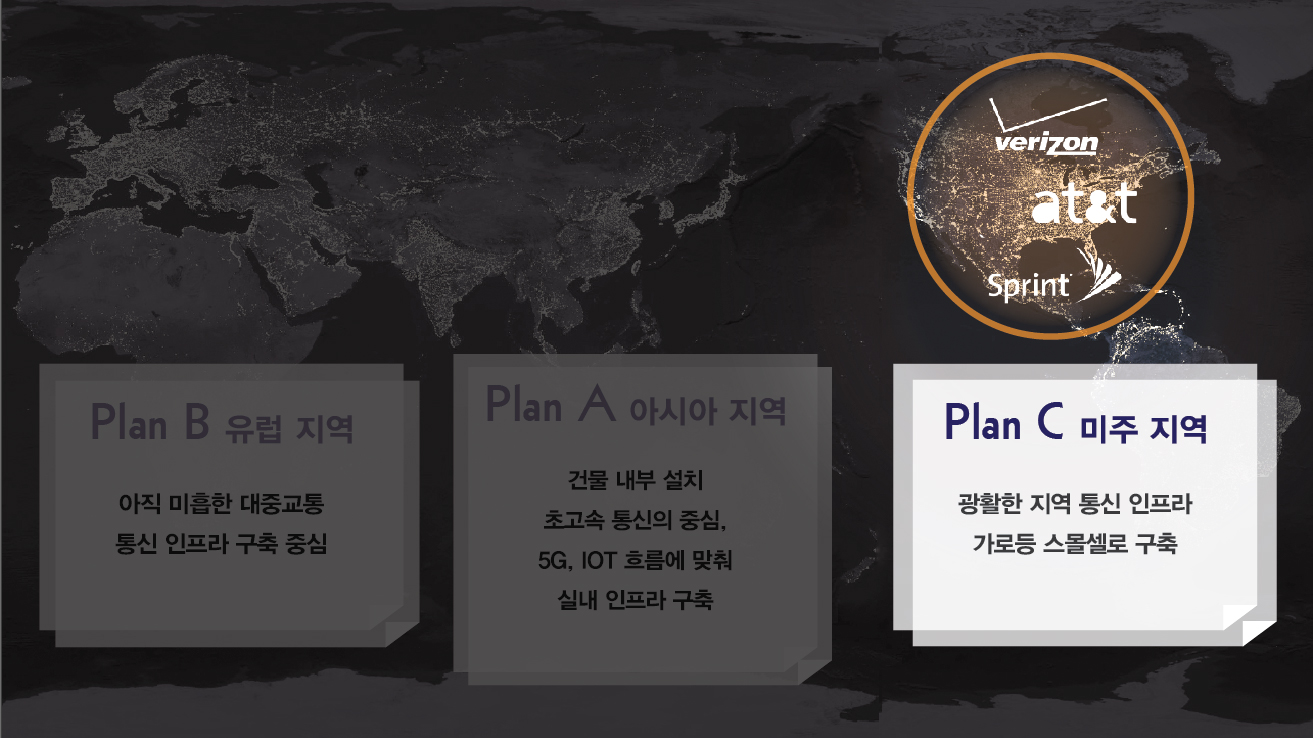 verizon
at&t
Sprint
Plan B 유럽 지역
아직 미흡한 대중교통
통신 인프라 구축 중심
Plan A 아시아 지역
건물 내부 설치
초고속 통신의 중심,
5G, IOT 흐름에 맞춰
실내 인프라 구축
Plan C 미주 지역
광활한 지역 통신 인프라
가로등 스몰셀로 구축